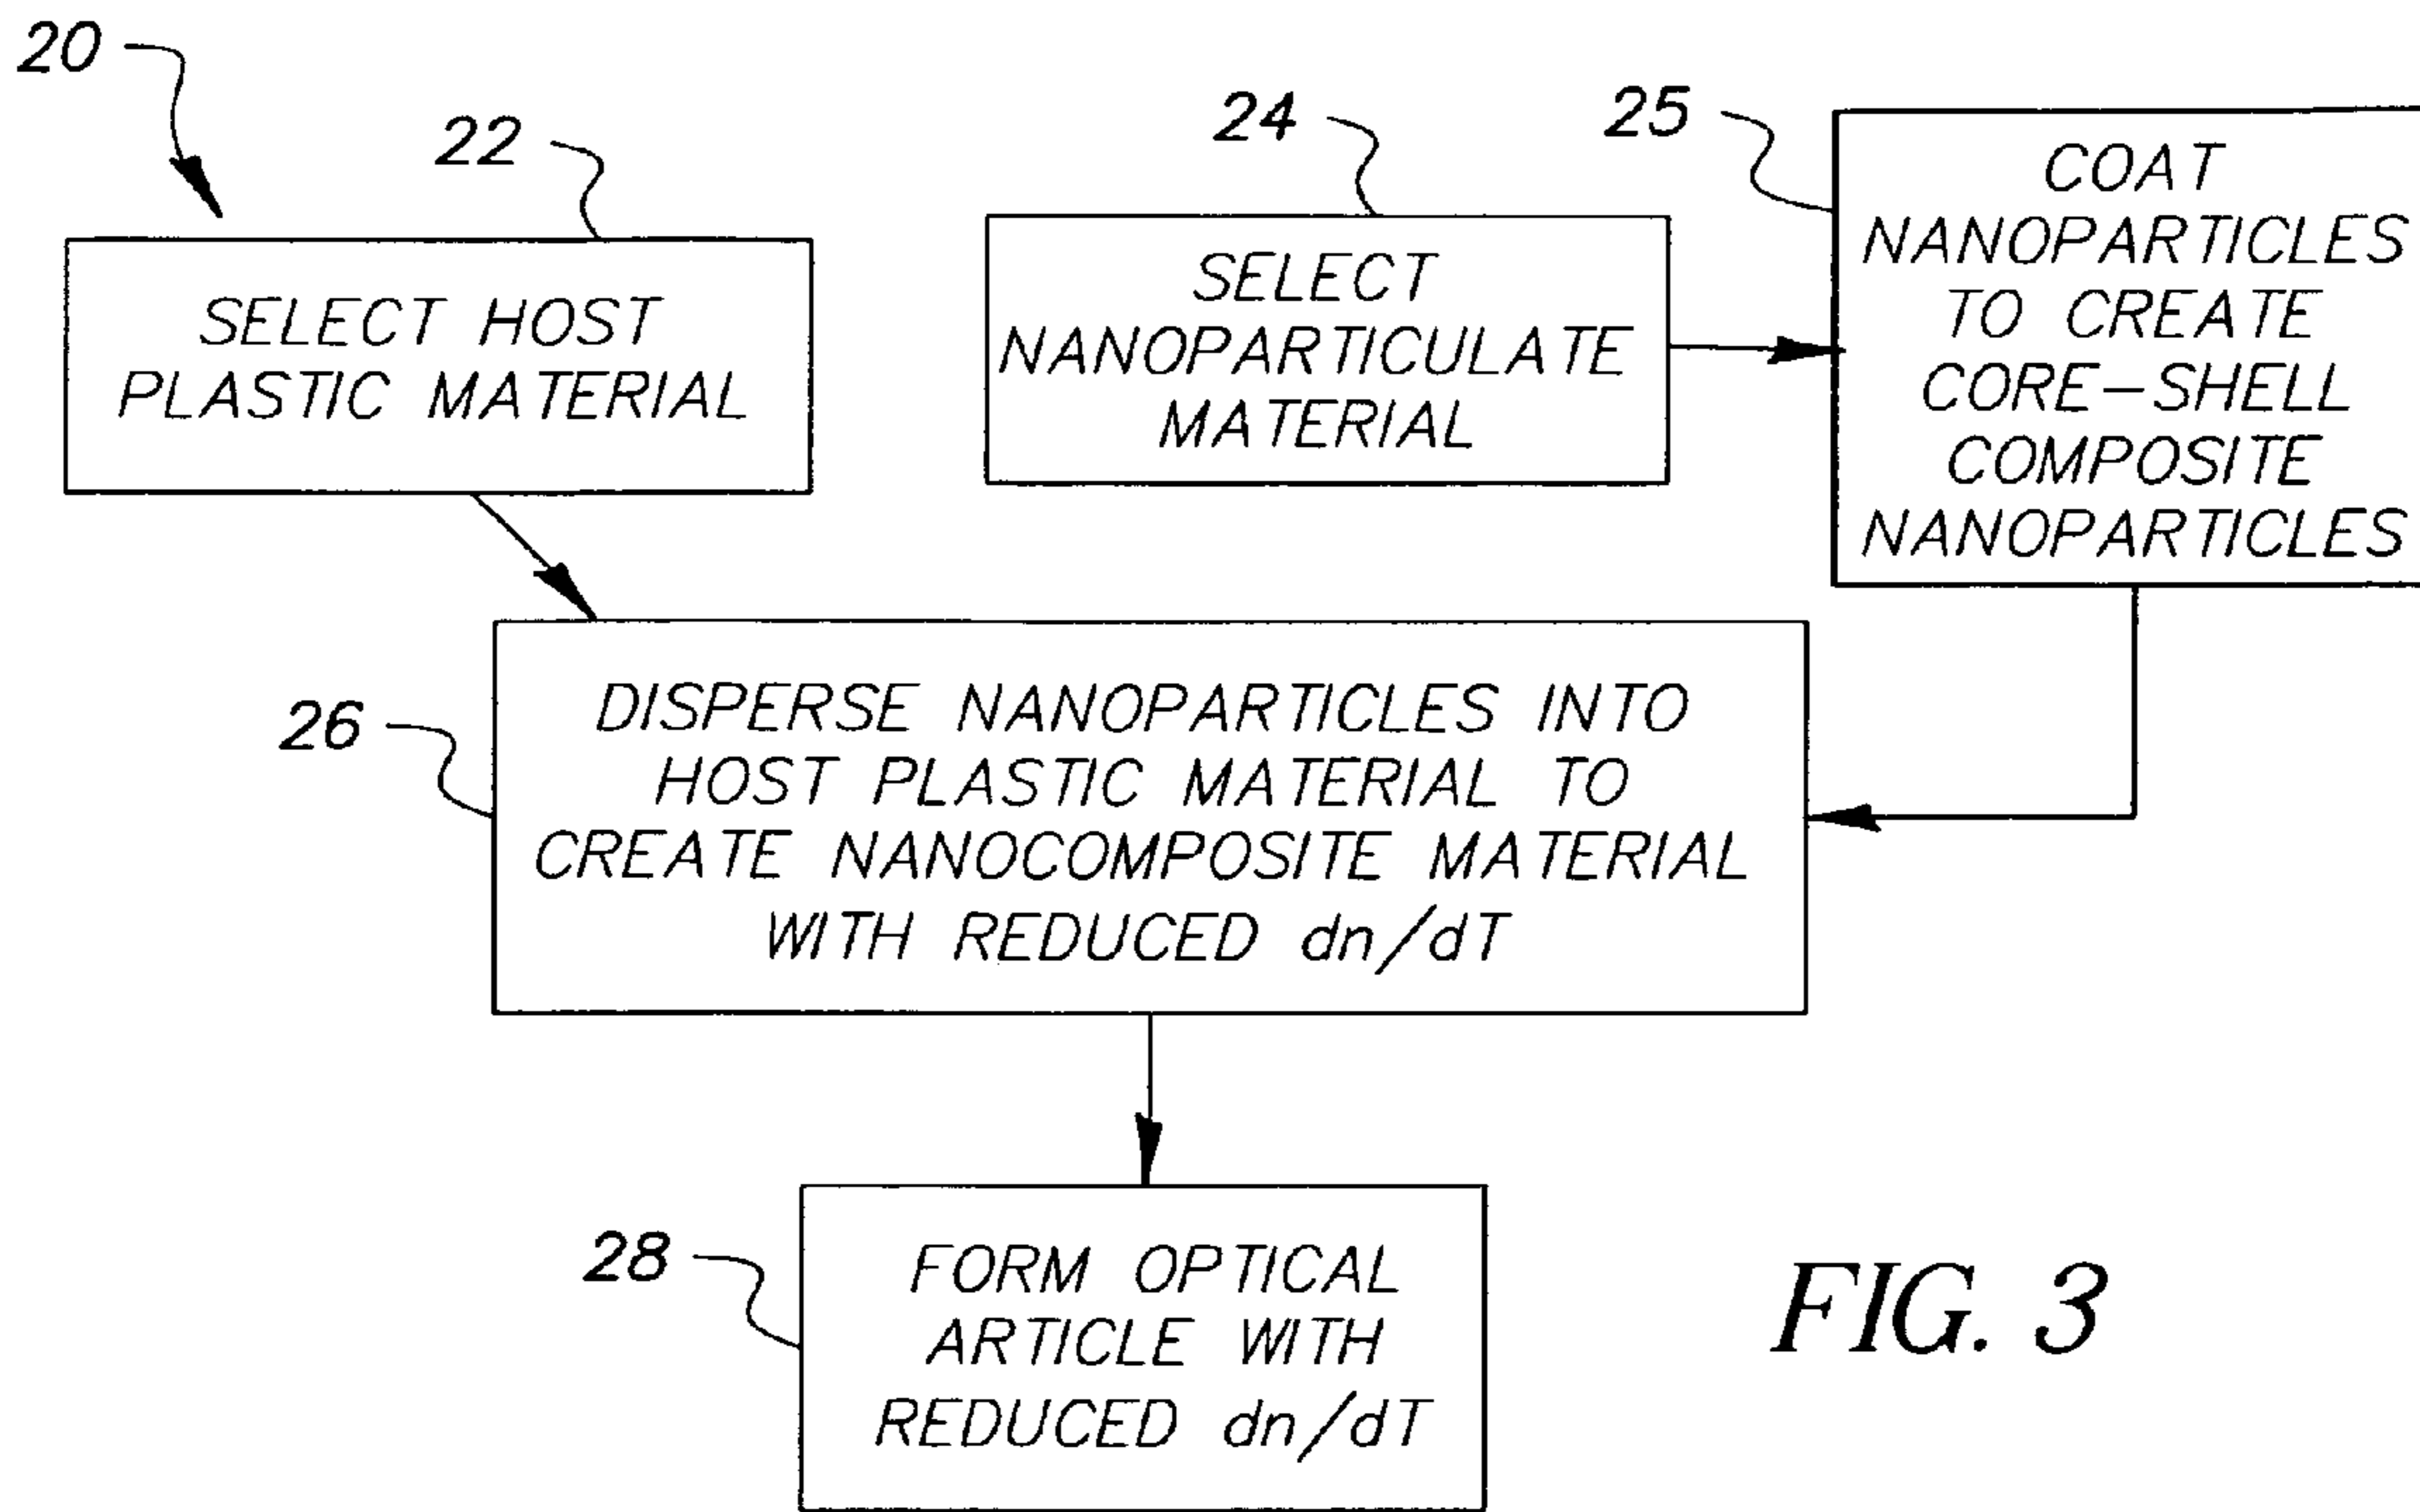 20
22
SELECT HOST
PLASTIC MATERIAL
24
SELECT
NANOPARTICULATE
MATERIAL
25
COAT
NANOPARTICLES
TO CREATE
CORE-SHELL
COMPOSITE
NANOPARTICLES
26
DISPERSE NANOPARTICLES INTO
HOST PLASTIC MATERIAL TO
CREATE NANOCOMPOSITE MATERIAL
WITH REDUCED dn/dT
28
FORM OPTICAL
ARTICLE WITH
REDUCED dn/dT
FIG. 3